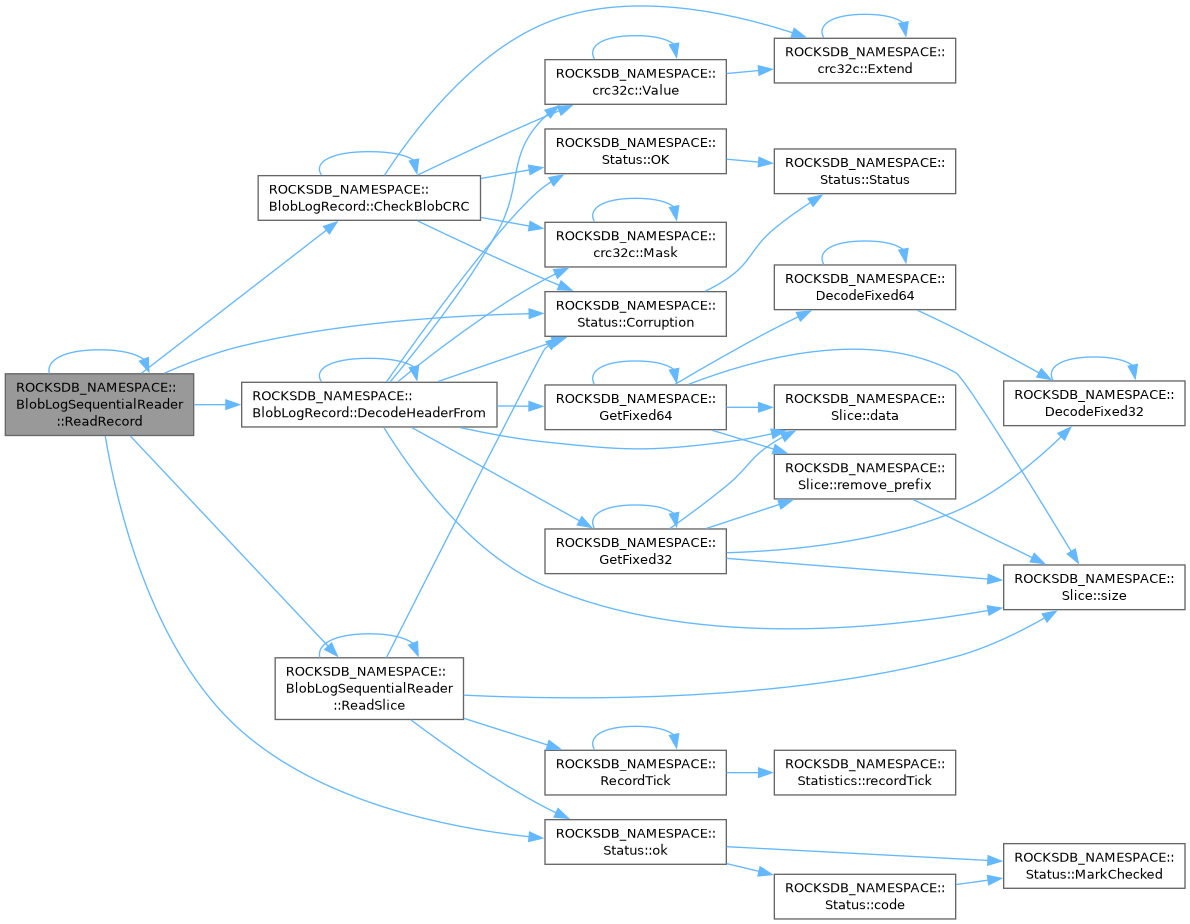 ROCKSDB_NAMESPACE::
BlobLogSequentialReader
::ReadRecord
ROCKSDB_NAMESPACE::
BlobLogRecord::CheckBlobCRC
ROCKSDB_NAMESPACE::
BlobLogRecord::DecodeHeaderFrom
ROCKSDB_NAMESPACE::
BlobLogSequentialReader
::ReadSlice
ROCKSDB_NAMESPACE::
crc32c::Value
ROCKSDB_NAMESPACE::
Status::OK
ROCKSDB_NAMESPACE::
crc32c::Mask
ROCKSDB_NAMESPACE::
Status::Corruption
ROCKSDB_NAMESPACE::
GetFixed64
ROCKSDB_NAMESPACE::
GetFixed32
ROCKSDB_NAMESPACE::
RecordTick
ROCKSDB_NAMESPACE::
Status::ok
ROCKSDB_NAMESPACE::
crc32c::Extend
ROCKSDB_NAMESPACE::
Status::Status
ROCKSDB_NAMESPACE::
DecodeFixed64
ROCKSDB_NAMESPACE::
Slice::data
ROCKSDB_NAMESPACE::
Slice::remove_prefix
ROCKSDB_NAMESPACE::
Statistics::recordTick
ROCKSDB_NAMESPACE::
Status::code
ROCKSDB_NAMESPACE::
DecodeFixed32
ROCKSDB_NAMESPACE::
Slice::size
ROCKSDB_NAMESPACE::
Status::MarkChecked